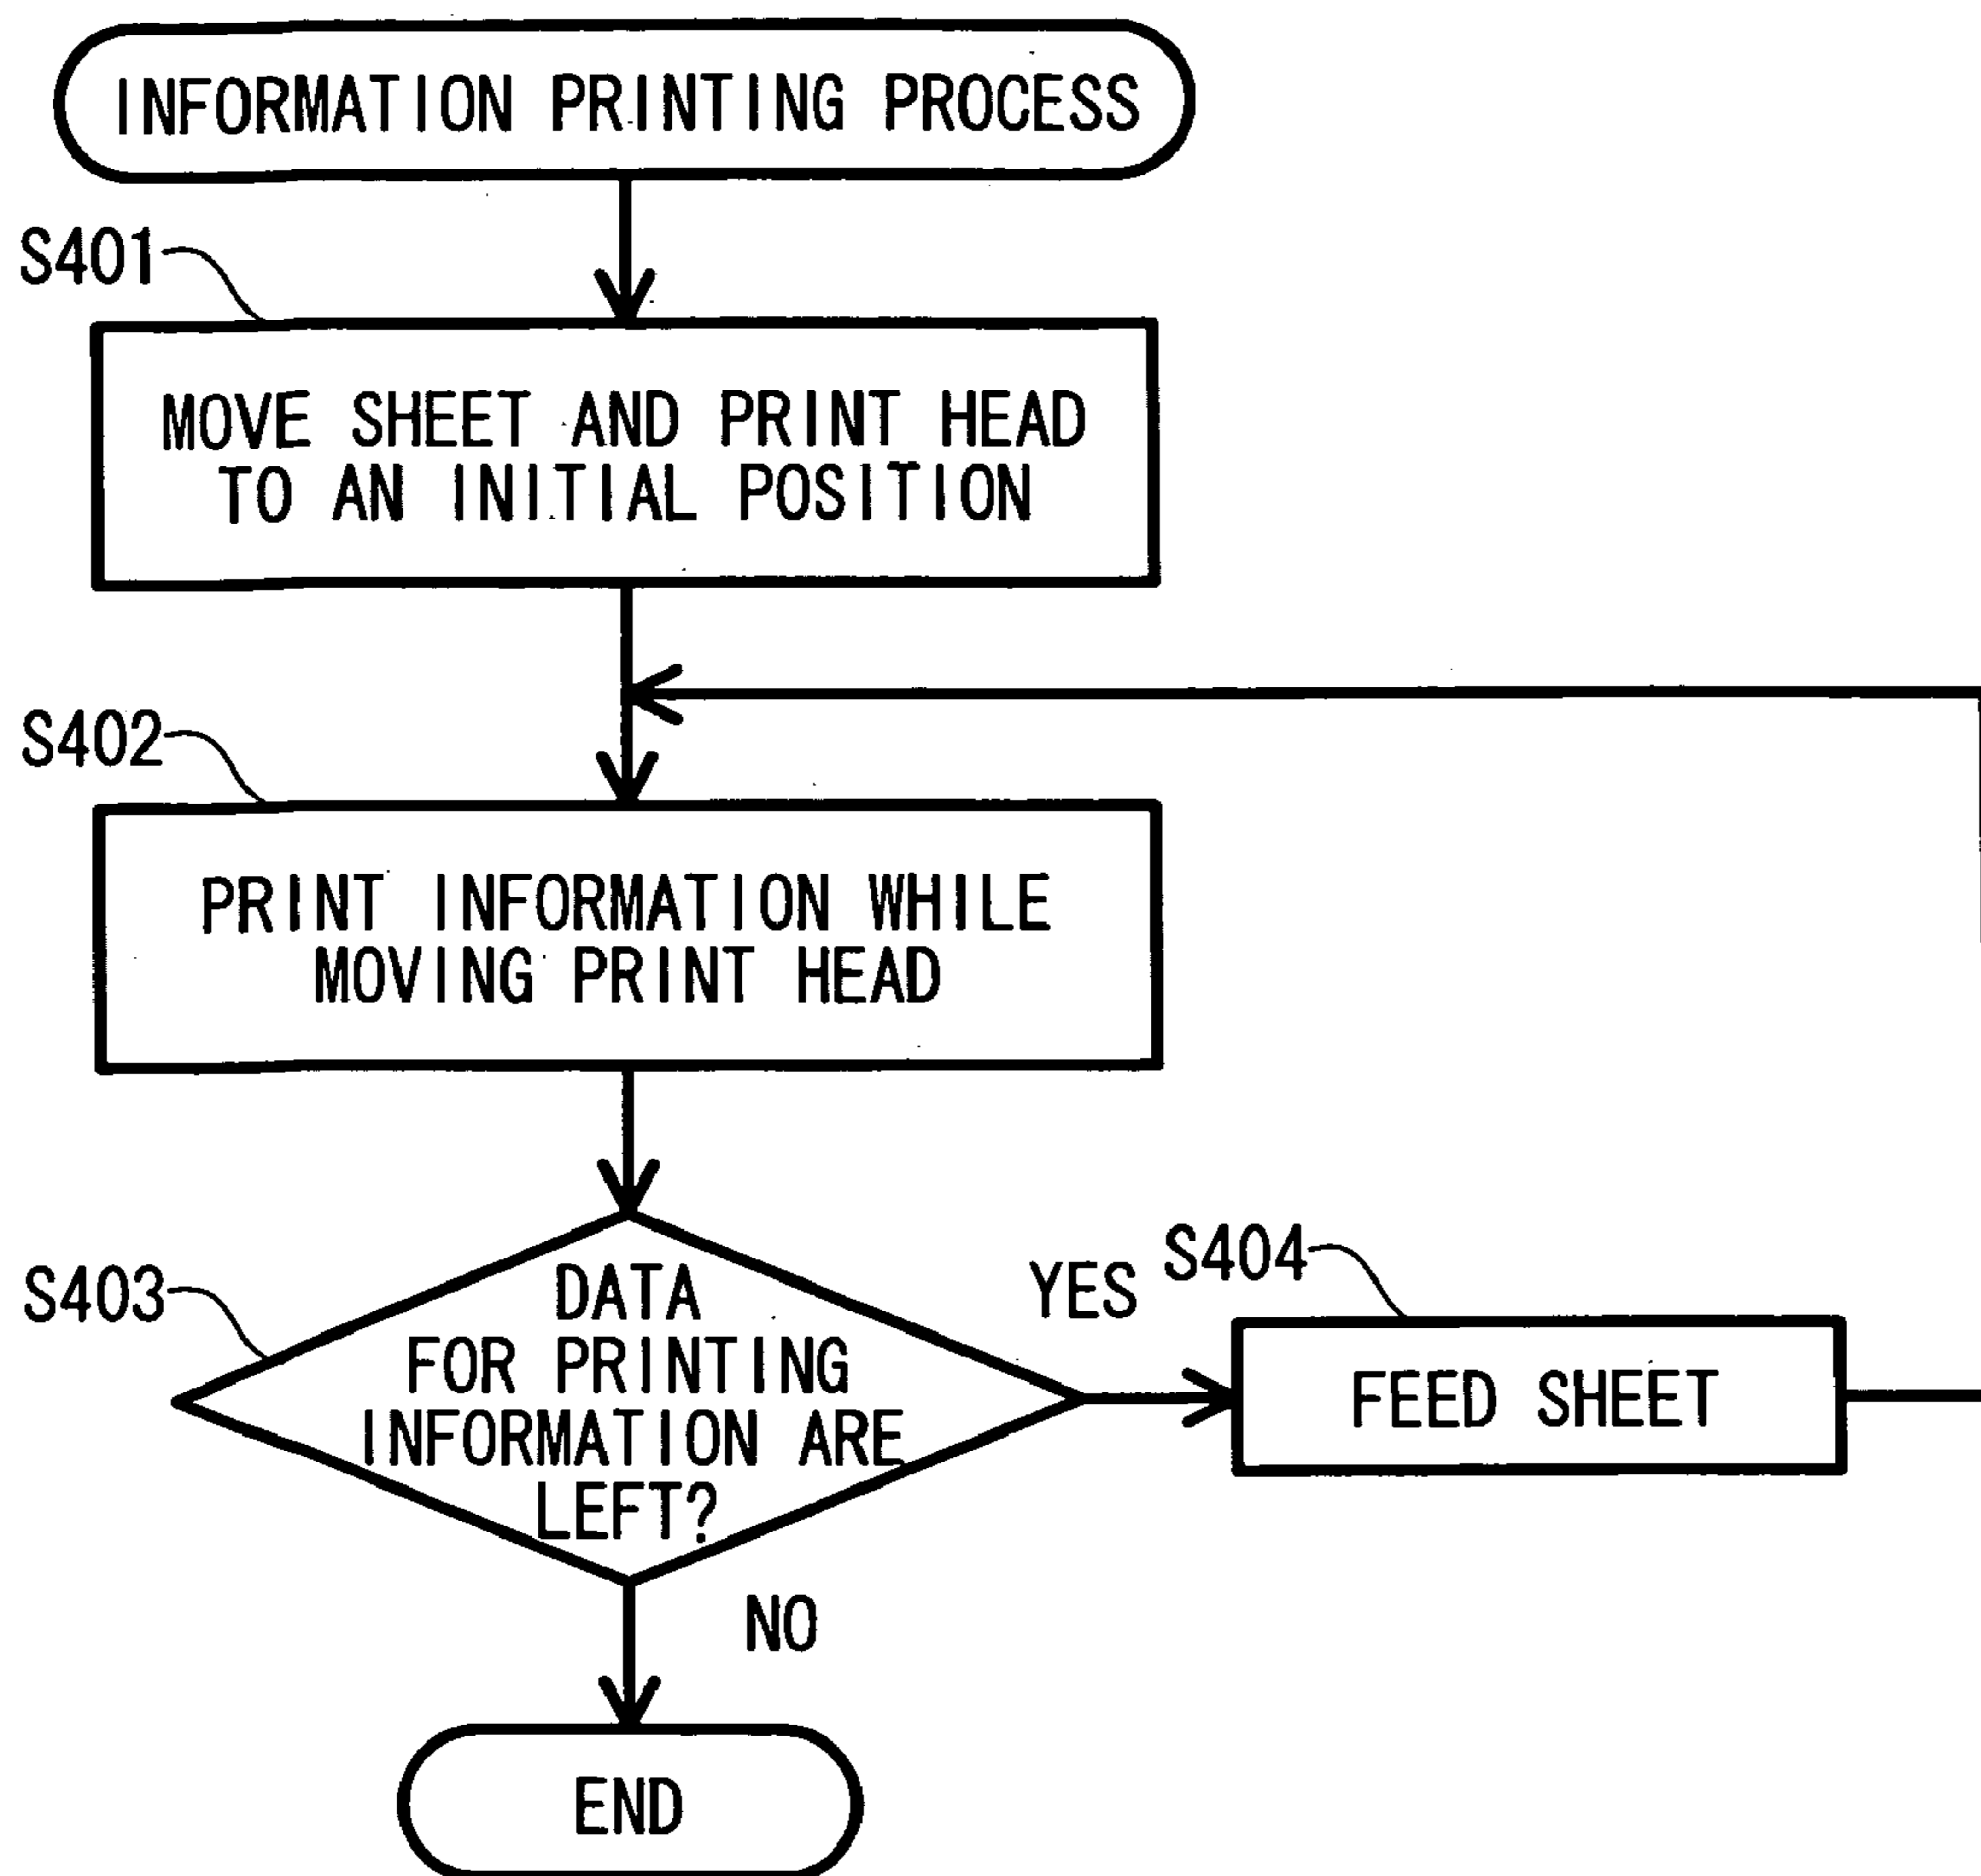 INFORMATION PRINTING PROCESS
S401
MOVE SHEET AND PRINT HEAD
TO AN INITIAL POSITION
S402
PRINT INFORMATION WHILE
MOVING PRINT HEAD
S403
DATA
FOR PRINTING
INFORMATION ARE
LEFT?
YES
S404
FEED SHEET
NO
END